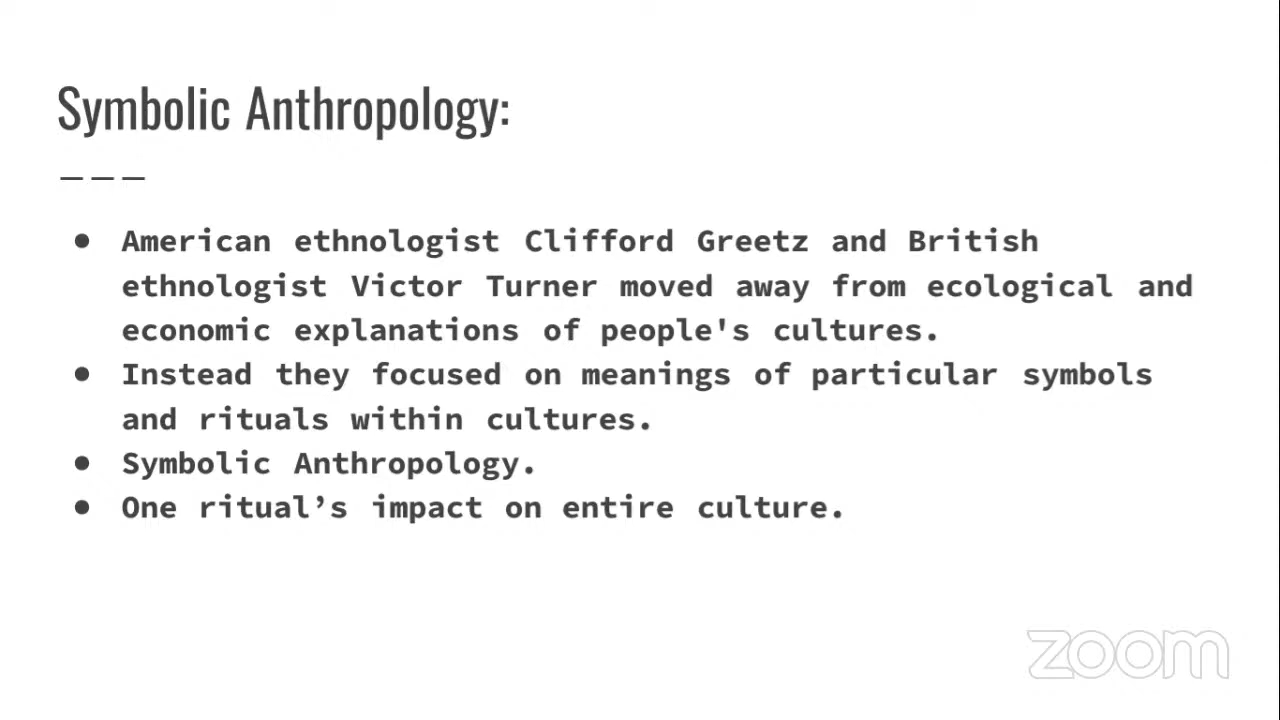 Symbolic Anthropology:
● American ethnologist Clifford Greetz and British
ethnologist Victor Turner moved away from ecological and
economic explanations of people's cultures.
● Instead they focused on meanings of particular symbols
and rituals within cultures.
● Symbolic Anthropology.
● One ritual’s impact on entire culture.
zoom